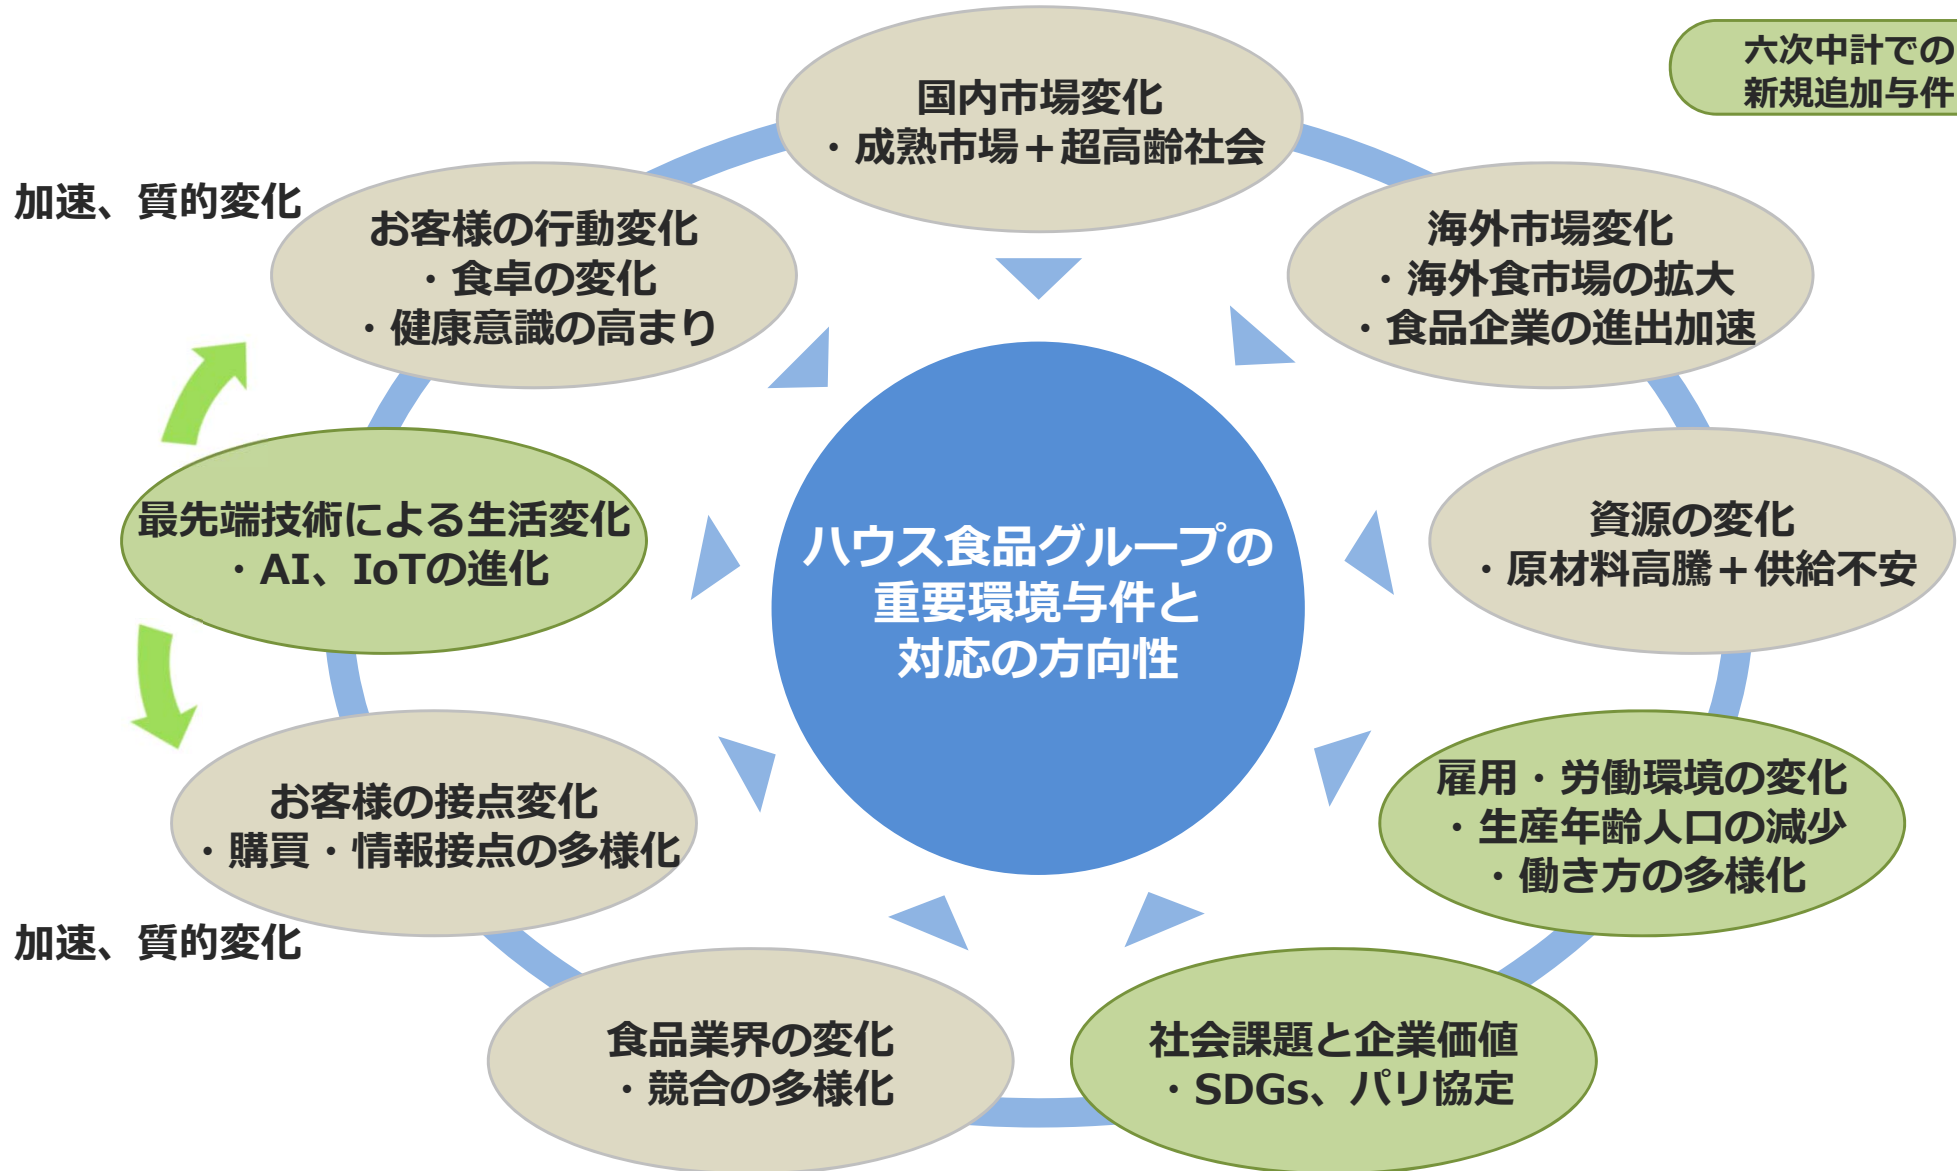 六次中計での
新規追加与件
国内市場変化
・成熟市場＋超高齢社会
加速、質的変化
お客様の行動変化
・食卓の変化
・健康意識の高まり
海外市場変化
・海外食市場の拡大
・食品企業の進出加速
最先端技術による生活変化
・AI、IoTの進化
ハウス食品グループの
重要環境与件と
対応の方向性
資源の変化
・原材料高騰＋供給不安
お客様の接点変化
・購買・情報接点の多様化
雇用・労働環境の変化
・生産年齢人口の減少
・働き方の多様化
加速、質的変化
食品業界の変化
・競合の多様化
社会課題と企業価値
・SDGs、パリ協定